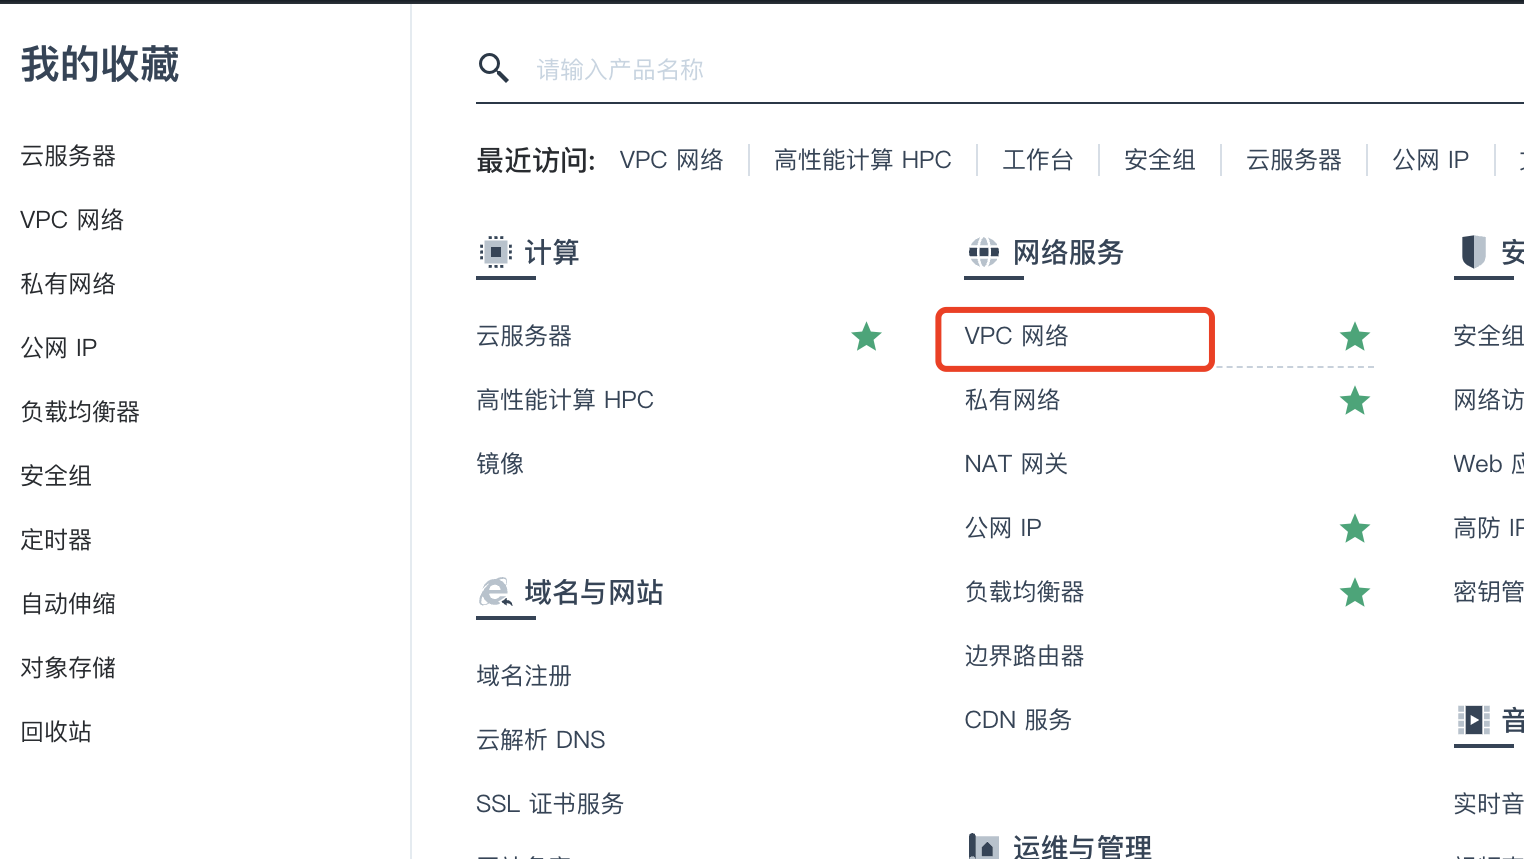 我的收藏
云服务器
VPC 网络
私有网络
公网 IP
负载均衡器
安全组
定时器
自动伸缩
对象存储
回收站
请输入产品名称
最近访问: VPC 网络 高性能计算 HPC 工作台 安全组 云服务器 公网 IP
计算
云服务器
高性能计算 HPC
镜像
域名与网站
域名注册
云解析 DNS
SSL 证书服务
网络服务
VPC 网络
私有网络
NAT 网关
公网 IP
负载均衡器
边界路由器
CDN 服务
运维与管理
安
安全组
网络访
Web 应
高防 IP
密钥管
音
实时音